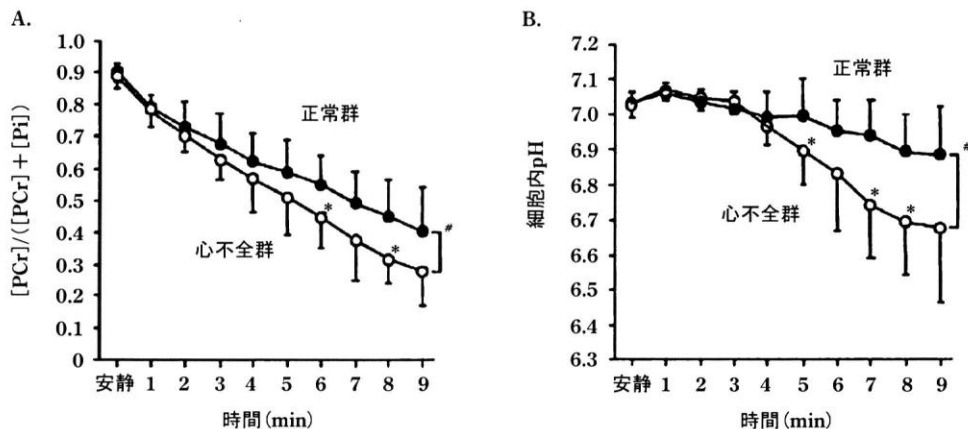 A.
[PCr]/([PCr]+[Pi])
1.0
0.9
0.8
0.7
0.6
0.5
0.4
0.3
0.2
0.1
0
正常群
心不全群
*
*
#
安静 1 2 3 4 5 6 7 8 9
時間(min)
B.
細胞内pH
7.2
7.1
7.0
6.9
6.8
6.7
6.6
6.5
6.4
6.3
正常群
心不全群
*
*
*
#
安静 1 2 3 4 5 6 7 8 9
時間(min)